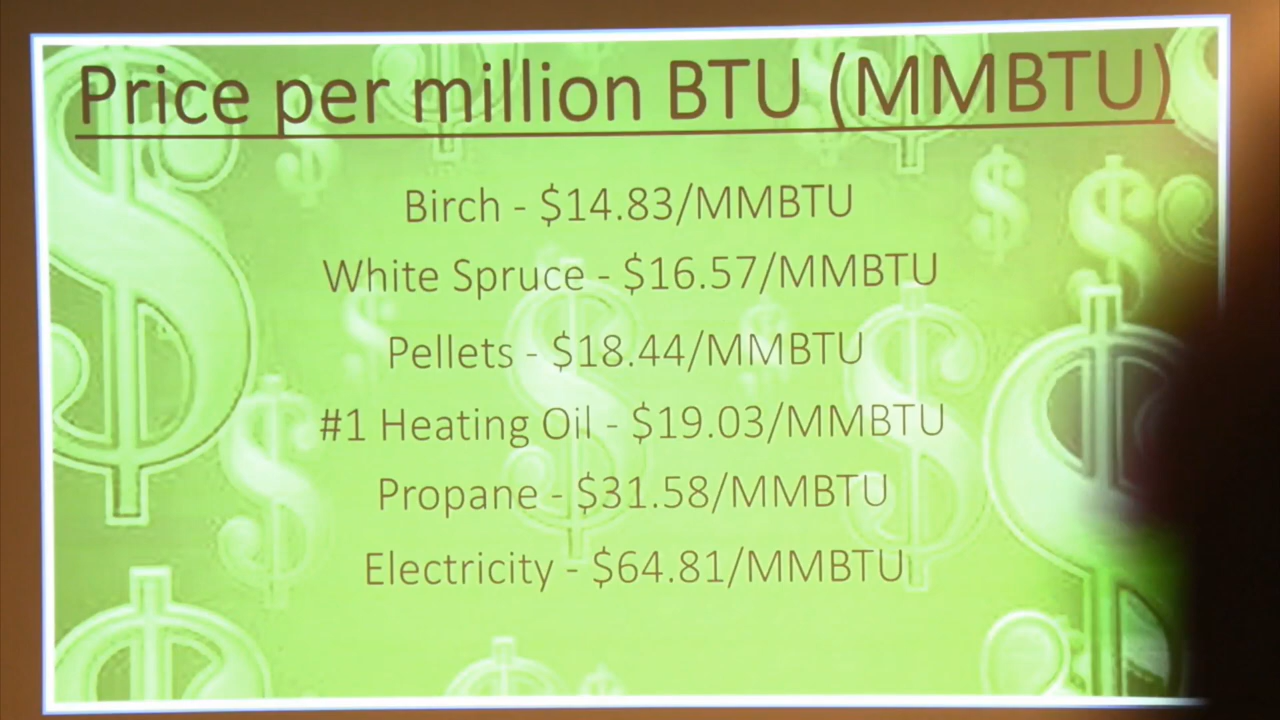 Price per million BTU (MMBTU)
Birch - $14.83/MMBTU
White Spruce - $16.57/MMBTU
Pellets - $18.44/MMBTU
#1 Heating Oil - $19.03/MMBTU
Propane - $31.58/MMBTU
Electricity - $64.81/MMBTU